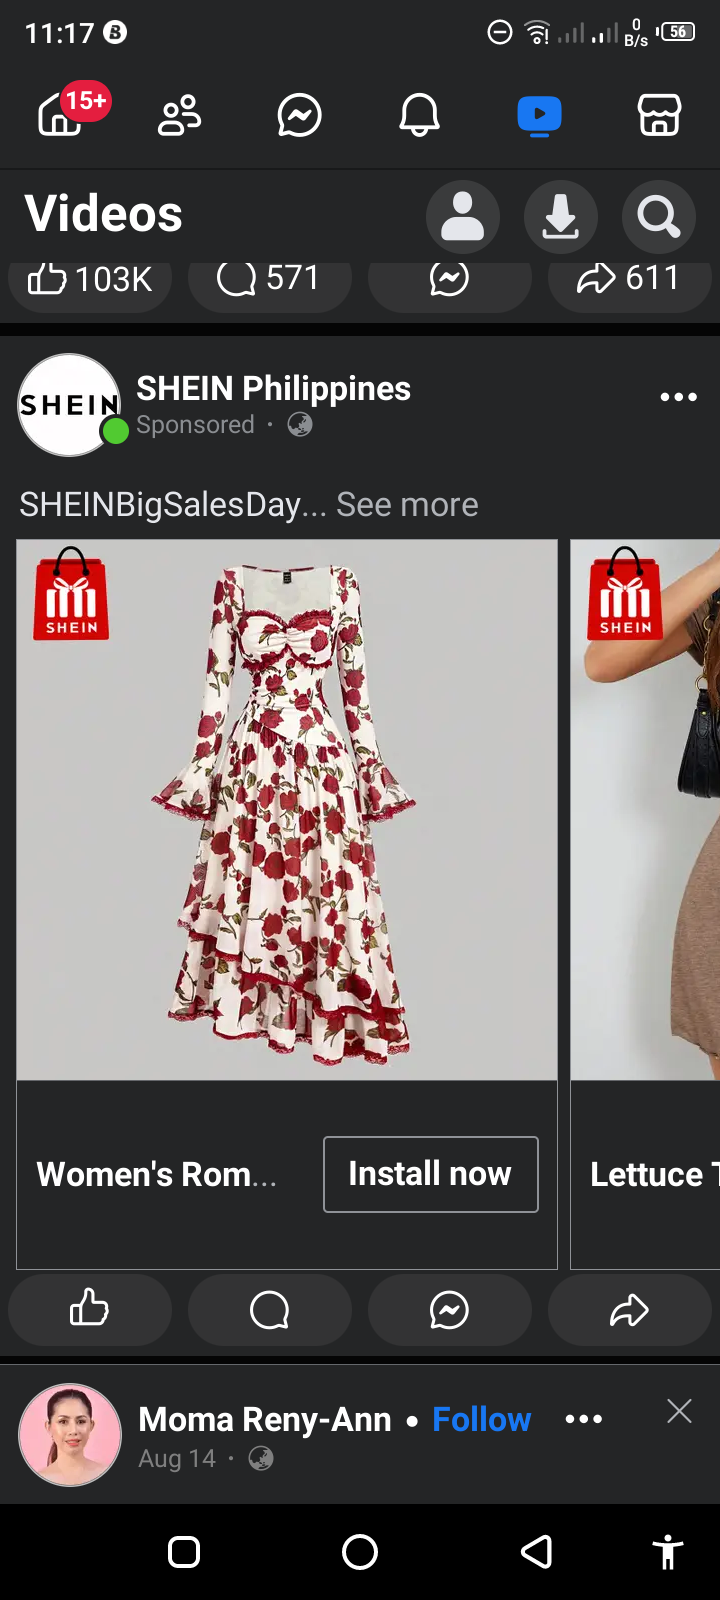 11:17
0
B/s
56
15+
Videos
103K
571
611
SHEIN
SHEIN Philippines
Sponsored ·
SHEINBigSalesDay... See more
SHEIN
SHEIN
Women's Rom...
Install now
Lettuce
Moma Reny-Ann • Follow
Aug 14 ·